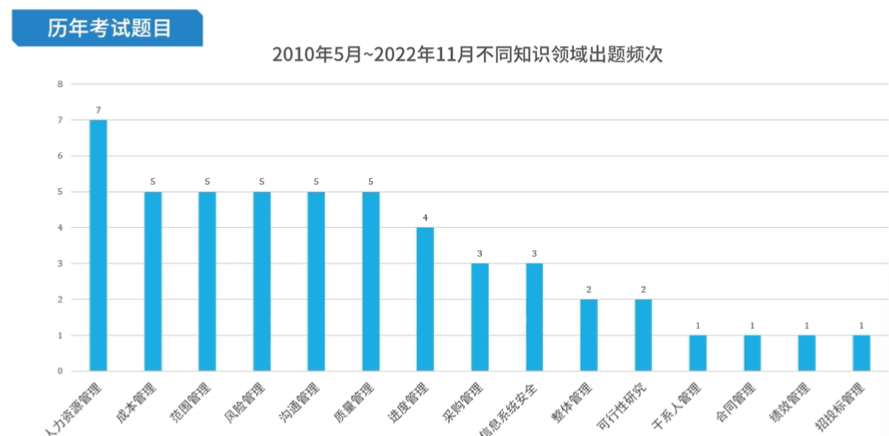 历年考试题目
2010年5月~2022年11月不同知识领域出题频次
8
7
6
5
4
3
2
1
0
7
5
5
5
5
5
4
3
3
2
2
1
1
1
1
人力资源管理
成本管理
范围管理
风险管理
沟通管理
质量管理
进度管理
采购管理
信息系统安全
整体管理
可行性研究
干系人管理
合同管理
绩效管理
招投标管理